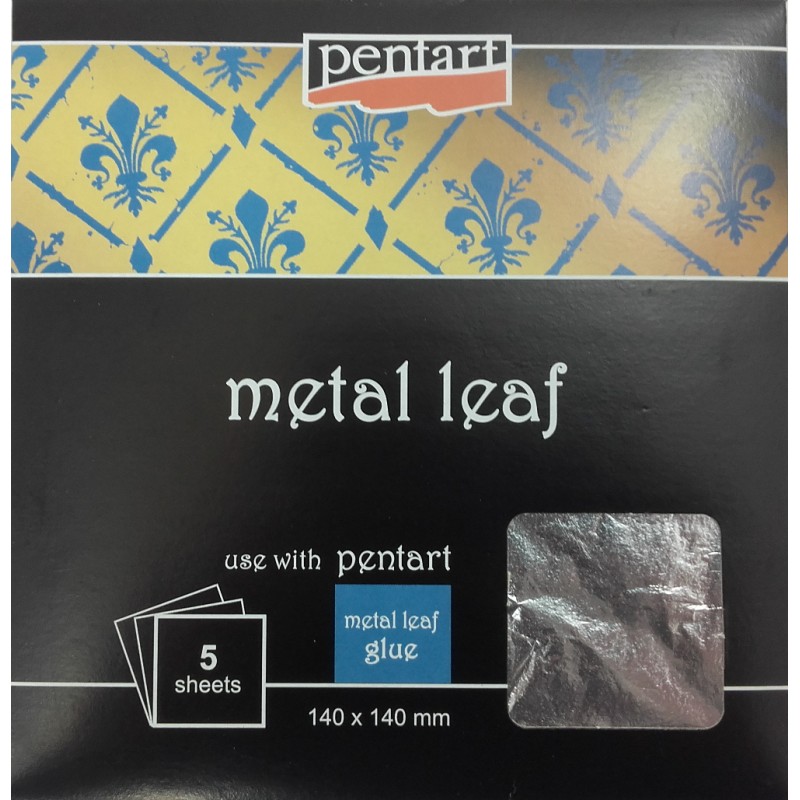 pentart
metal leaf
use with pentart
metal leaf
glue
5
sheets
140 x 140 mm